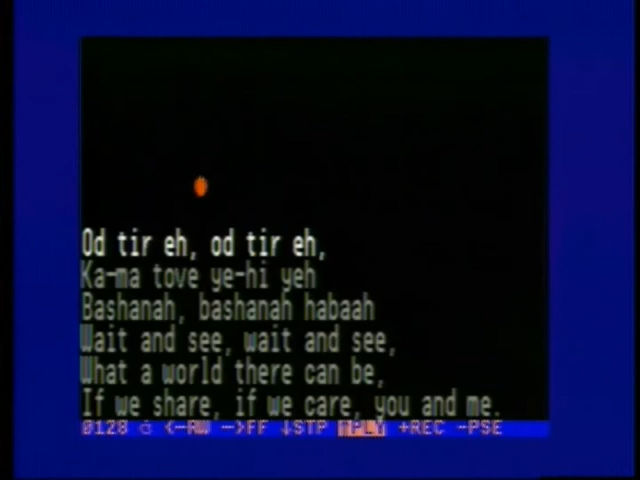 Od tir eh, od tir eh,
Ka-ma tove ye-hi yeh
Bashanah, bashanah habaah
Wait and see, wait and see,
What a world there can be,
If we share, if we care, you and me.
0128 <-RW ->FF ↓STP ↑PLY +REC -PSE